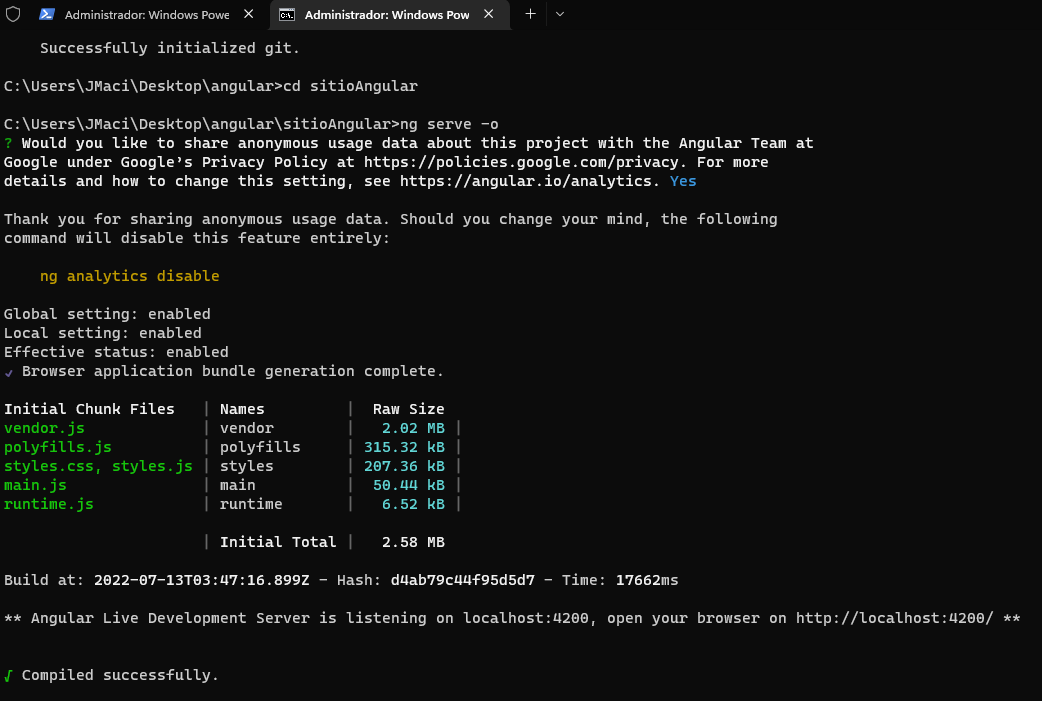 Administrador: Windows Powe
Administrador: Windows Pow
Successfully initialized git.
C:\Users\JMaci\Desktop\angular>cd sitioAngular
C:\Users\JMaci\Desktop\angular\sitioAngular>ng serve -o
? Would you like to share anonymous usage data about this project with the Angular Team at
Google under Google’s Privacy Policy at https://policies.google.com/privacy. For more
details and how to change this setting, see https://angular.io/analytics. Yes
Thank you for sharing anonymous usage data. Should you change your mind, the following
command will disable this feature entirely:
ng analytics disable
Global setting: enabled
Local setting: enabled
Effective status: enabled
✓ Browser application bundle generation complete.
Initial Chunk Files | Names | Raw Size
vendor.js | vendor | 2.02 MB |
polyfills.js | polyfills | 315.32 kB |
styles.css, styles.js | styles | 207.36 kB |
main.js | main | 50.44 kB |
runtime.js | runtime | 6.52 kB |
| Initial Total | 2.58 MB
Build at: 2022-07-13T03:47:16.899Z - Hash: d4ab79c44f95d5d7 - Time: 17662ms
** Angular Live Development Server is listening on localhost:4200, open your browser on http://localhost:4200/ **
√ Compiled successfully.